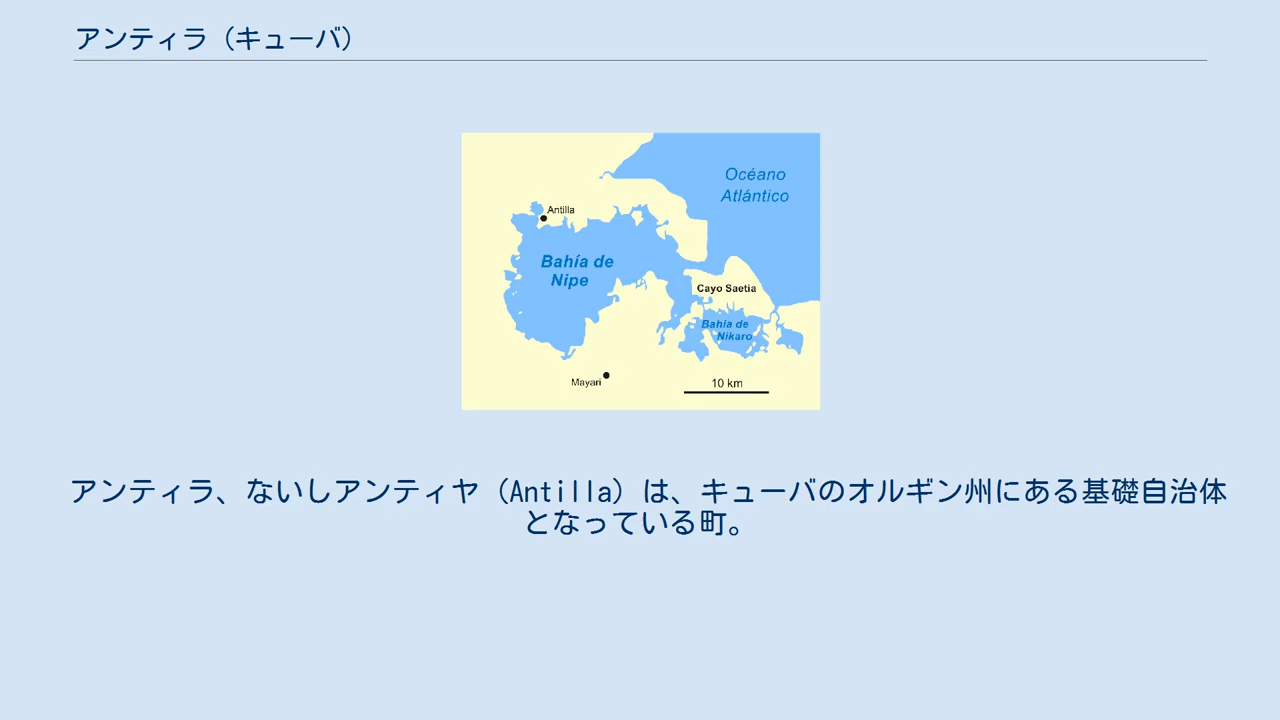 アンティラ（キューバ）
Océano
Atlántico
Antilla
Bahía de
Nipe
Cayo Saetia
Bahía de
Nikaro
Mayari
10 km
アンティラ、ないしアンティヤ（Antilla）は、キューバのオルギン州にある基礎自治体
となっている町。